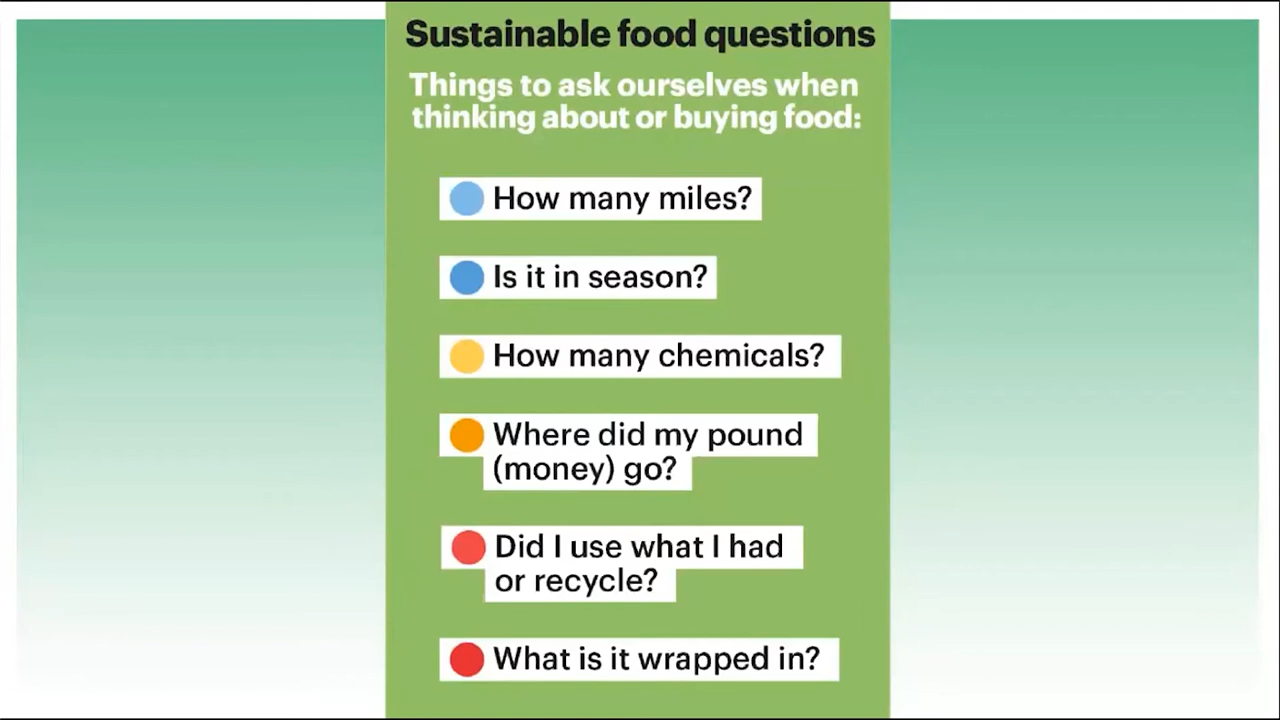 Sustainable food questions
Things to ask ourselves when
thinking about or buying food:
How many miles?
Is it in season?
How many chemicals?
Where did my pound
(money) go?
Did I use what I had
or recycle?
What is it wrapped in?